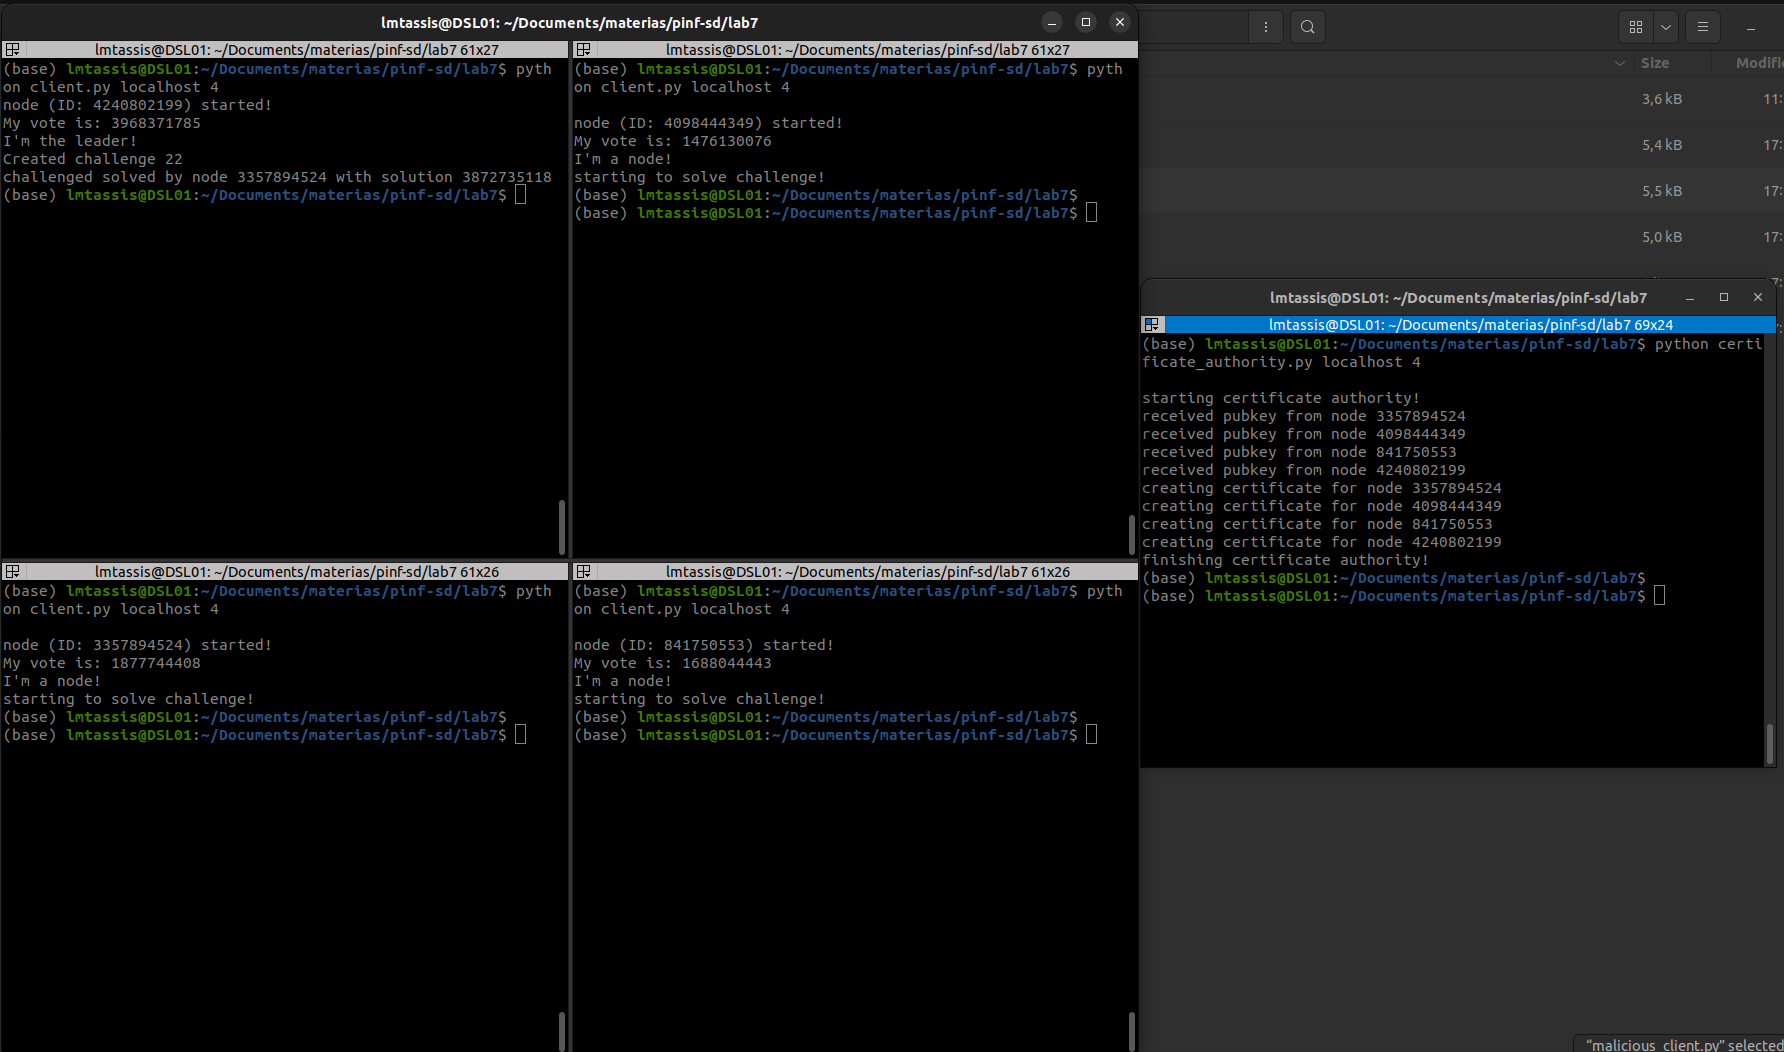 lmtassis@DSL01: ~/Documents/materias/pinf-sd/lab7
lmtassis@DSL01: ~/Documents/materias/pinf-sd/lab7 61x27
(base) lmtassis@DSL01:~/Documents/materias/pinf-sd/lab7$ pyth
on client.py localhost 4
node (ID: 4240802199) started!
My vote is: 3968371785
I'm the leader!
Created challenge 22
challenged solved by node 3357894524 with solution 3872735118
(base) lmtassis@DSL01:~/Documents/materias/pinf-sd/lab7$
lmtassis@DSL01: ~/Documents/materias/pinf-sd/lab7 61x27
(base) lmtassis@DSL01:~/Documents/materias/pinf-sd/lab7$ pyth
on client.py localhost 4
node (ID: 4098444349) started!
My vote is: 1476130076
I'm a node!
starting to solve challenge!
(base) lmtassis@DSL01:~/Documents/materias/pinf-sd/lab7$
(base) lmtassis@DSL01:~/Documents/materias/pinf-sd/lab7$
lmtassis@DSL01: ~/Documents/materias/pinf-sd/lab7 61x26
(base) lmtassis@DSL01:~/Documents/materias/pinf-sd/lab7$ pyth
on client.py localhost 4
node (ID: 3357894524) started!
My vote is: 1877744408
I'm a node!
starting to solve challenge!
(base) lmtassis@DSL01:~/Documents/materias/pinf-sd/lab7$
(base) lmtassis@DSL01:~/Documents/materias/pinf-sd/lab7$
lmtassis@DSL01: ~/Documents/materias/pinf-sd/lab7 61x26
(base) lmtassis@DSL01:~/Documents/materias/pinf-sd/lab7$ pyth
on client.py localhost 4
node (ID: 841750553) started!
My vote is: 1688044443
I'm a node!
starting to solve challenge!
(base) lmtassis@DSL01:~/Documents/materias/pinf-sd/lab7$
(base) lmtassis@DSL01:~/Documents/materias/pinf-sd/lab7$
Size Modifi
3,6 kB 11:
5,4 kB 17:
5,5 kB 17:
5,0 kB 17:
lmtassis@DSL01: ~/Documents/materias/pinf-sd/lab7
lmtassis@DSL01: ~/Documents/materias/pinf-sd/lab7 69x24
(base) lmtassis@DSL01:~/Documents/materias/pinf-sd/lab7$ python certi
ficate_authority.py localhost 4
starting certificate authority!
received pubkey from node 3357894524
received pubkey from node 4098444349
received pubkey from node 841750553
received pubkey from node 4240802199
creating certificate for node 3357894524
creating certificate for node 4098444349
creating certificate for node 841750553
creating certificate for node 4240802199
finishing certificate authority!
(base) lmtassis@DSL01:~/Documents/materias/pinf-sd/lab7$
(base) lmtassis@DSL01:~/Documents/materias/pinf-sd/lab7$
“malicious_client.py” selected